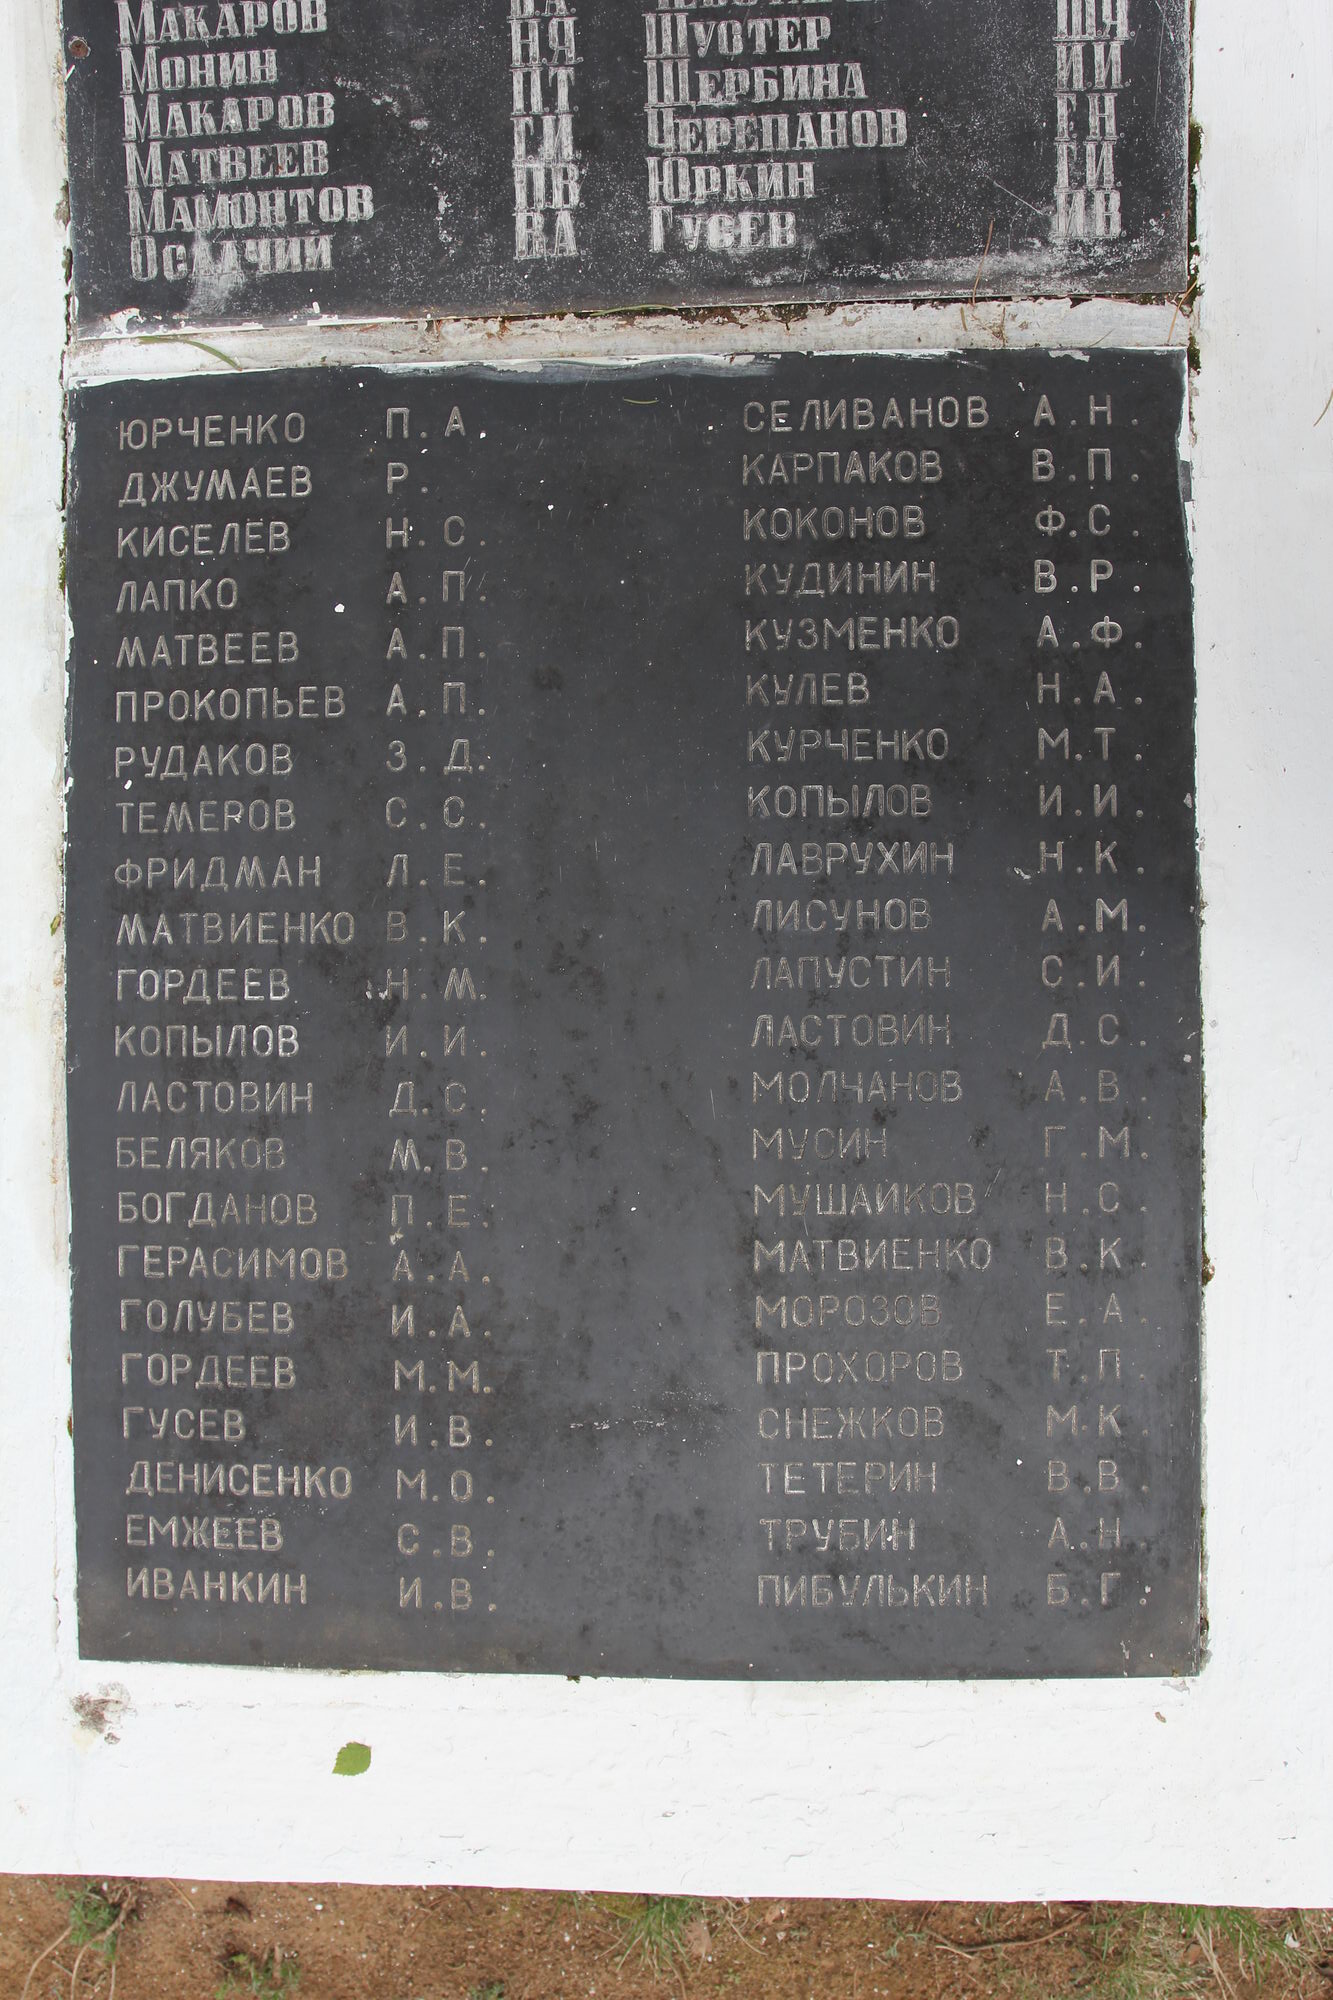 Макаров В.А.
Монин Н.Я.
Макаров П.Т.
Матвеев Г.И.
Мамонтов П.В.
Осадчий В.А.
Шустер Ш.Я.
Щербина И.И.
Черепанов Г.Н.
Юркин Г.И.
Гусев И.В.
ЮРЧЕНКО П.А.
ДЖУМАЕВ Р.
КИСЕЛЕВ Н.С.
ЛАПКО А.П.
МАТВЕЕВ А.П.
ПРОКОПЬЕВ А.П.
РУДАКОВ З.Д.
ТЕМЕРОВ С.С.
ФРИДМАН Л.Е.
МАТВИЕНКО В.К.
ГОРДЕЕВ Н.М.
КОПЫЛОВ И.И.
ЛАСТОВИН Д.С.
БЕЛЯКОВ М.В.
БОГДАНОВ П.Е.
ГЕРАСИМОВ А.А.
ГОЛУБЕВ И.А.
ГОРДЕЕВ М.М.
ГУСЕВ И.В.
ДЕНИСЕНКО М.О.
ЕМЖЕЕВ С.В.
ИВАНКИН И.В.
СЕЛИВАНОВ А.Н.
КАРПАКОВ В.П.
КОКОНОВ Ф.С.
КУДИНИН В.Р.
КУЗМЕНКО А.Ф.
КУЛЕВ Н.А.
КУРЧЕНКО М.Т.
КОПЫЛОВ И.И.
ЛАВРУХИН Н.К.
ЛИСУНОВ А.М.
ЛАПУСТИН С.И.
ЛАСТОВИН Д.С.
МОЛЧАНОВ А.В.
МУСИН Г.М.
МУШАЙКОВ Н.С.
МАТВИЕНКО В.К.
МОРОЗОВ Е.А.
ПРОХОРОВ Т.П.
СНЕЖКОВ М.К.
ТЕТЕРИН В.В.
ТРУБИН А.Н.
ПИБУЛЬКИН Б.Г.